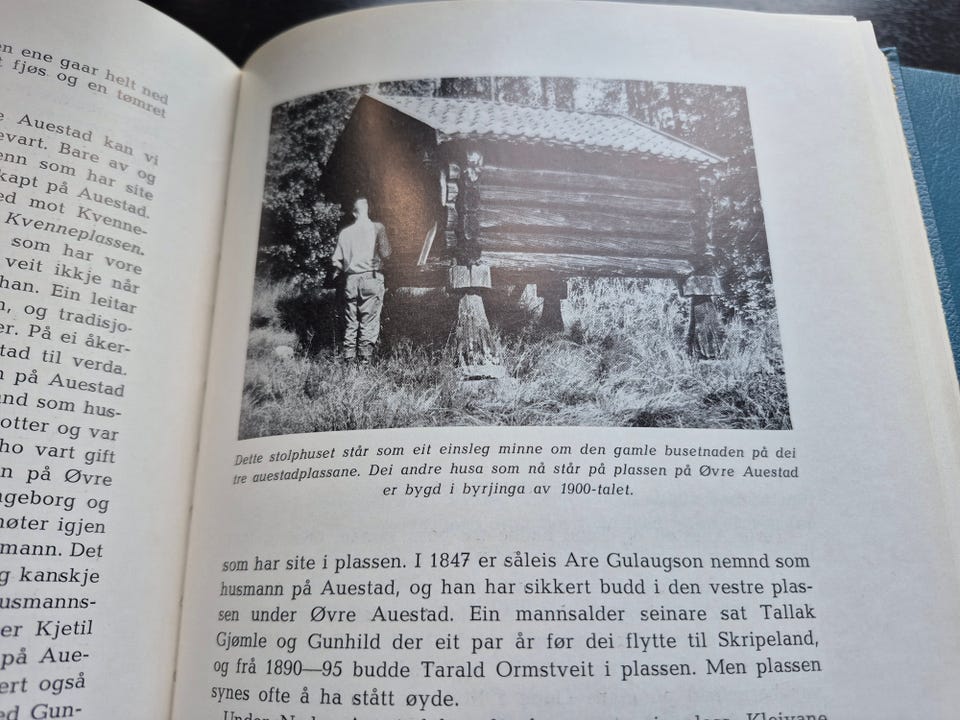 en ene gaar helt ned
fjøs og en tømret
Auestad kan vi
evart. Bare av og
enn som har site
kapt på Auestad.
ed mot Kvenne-
Kvenneplassen.
som har vore
veit ikkje når
han. Ein leitar
n, og tradisjo-
er. På ei åker-
tad til verda.
n på Auestad
and som hus-
otter og var
ho vart gift
n på Øvre
ngeborg og
møter igjen
mann. Det
g kanskje
usmanns-
er Kjetil
på Aue-
ert også
ed Gun-
Dette stolphuset står som eit einsleg minne om den gamle busetnaden på dei
tre auestadplassane. Dei andre husa som nå står på plassen på Øvre Auestad
er bygd i byrjinga av 1900-talet.
som har site i plassen. I 1847 er såleis Are Gulaugson nemnd som
husmann på Auestad, og han har sikkert budd i den vestre plas-
sen under Øvre Auestad. Ein mannsalder seinare sat Tallak
Gjømle og Gunhild der eit par år før dei flytte til Skripeland,
og frå 1890—95 budde Tarald Ormstveit i plassen. Men plassen
synes ofte å ha stått øyde.